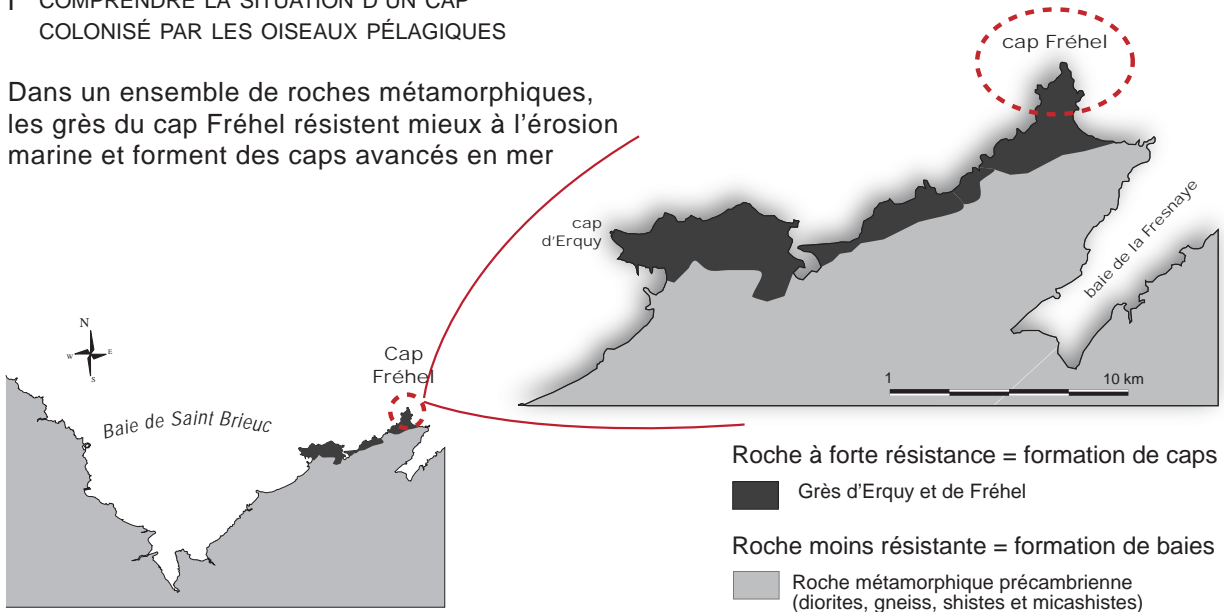 COMPRENDRE LA SITUATION D'UN CAP
COLONISÉ PAR LES OISEAUX PÉLAGIQUES
Dans un ensemble de roches métamorphiques,
les grès du cap Fréhel résistent mieux à l'érosion
marine et forment des caps avancés en mer
cap Fréhel
cap
d'Erquy
baie de la Fresnaye
1
10 km
N
W
E
S
Cap
Fréhel
Baie de Saint Brieuc
Roche à forte résistance = formation de caps
Grès d'Erquy et de Fréhel
Roche moins résistante = formation de baies
Roche métamorphique précambrienne
(diorites, gneiss, shistes et micashistes)